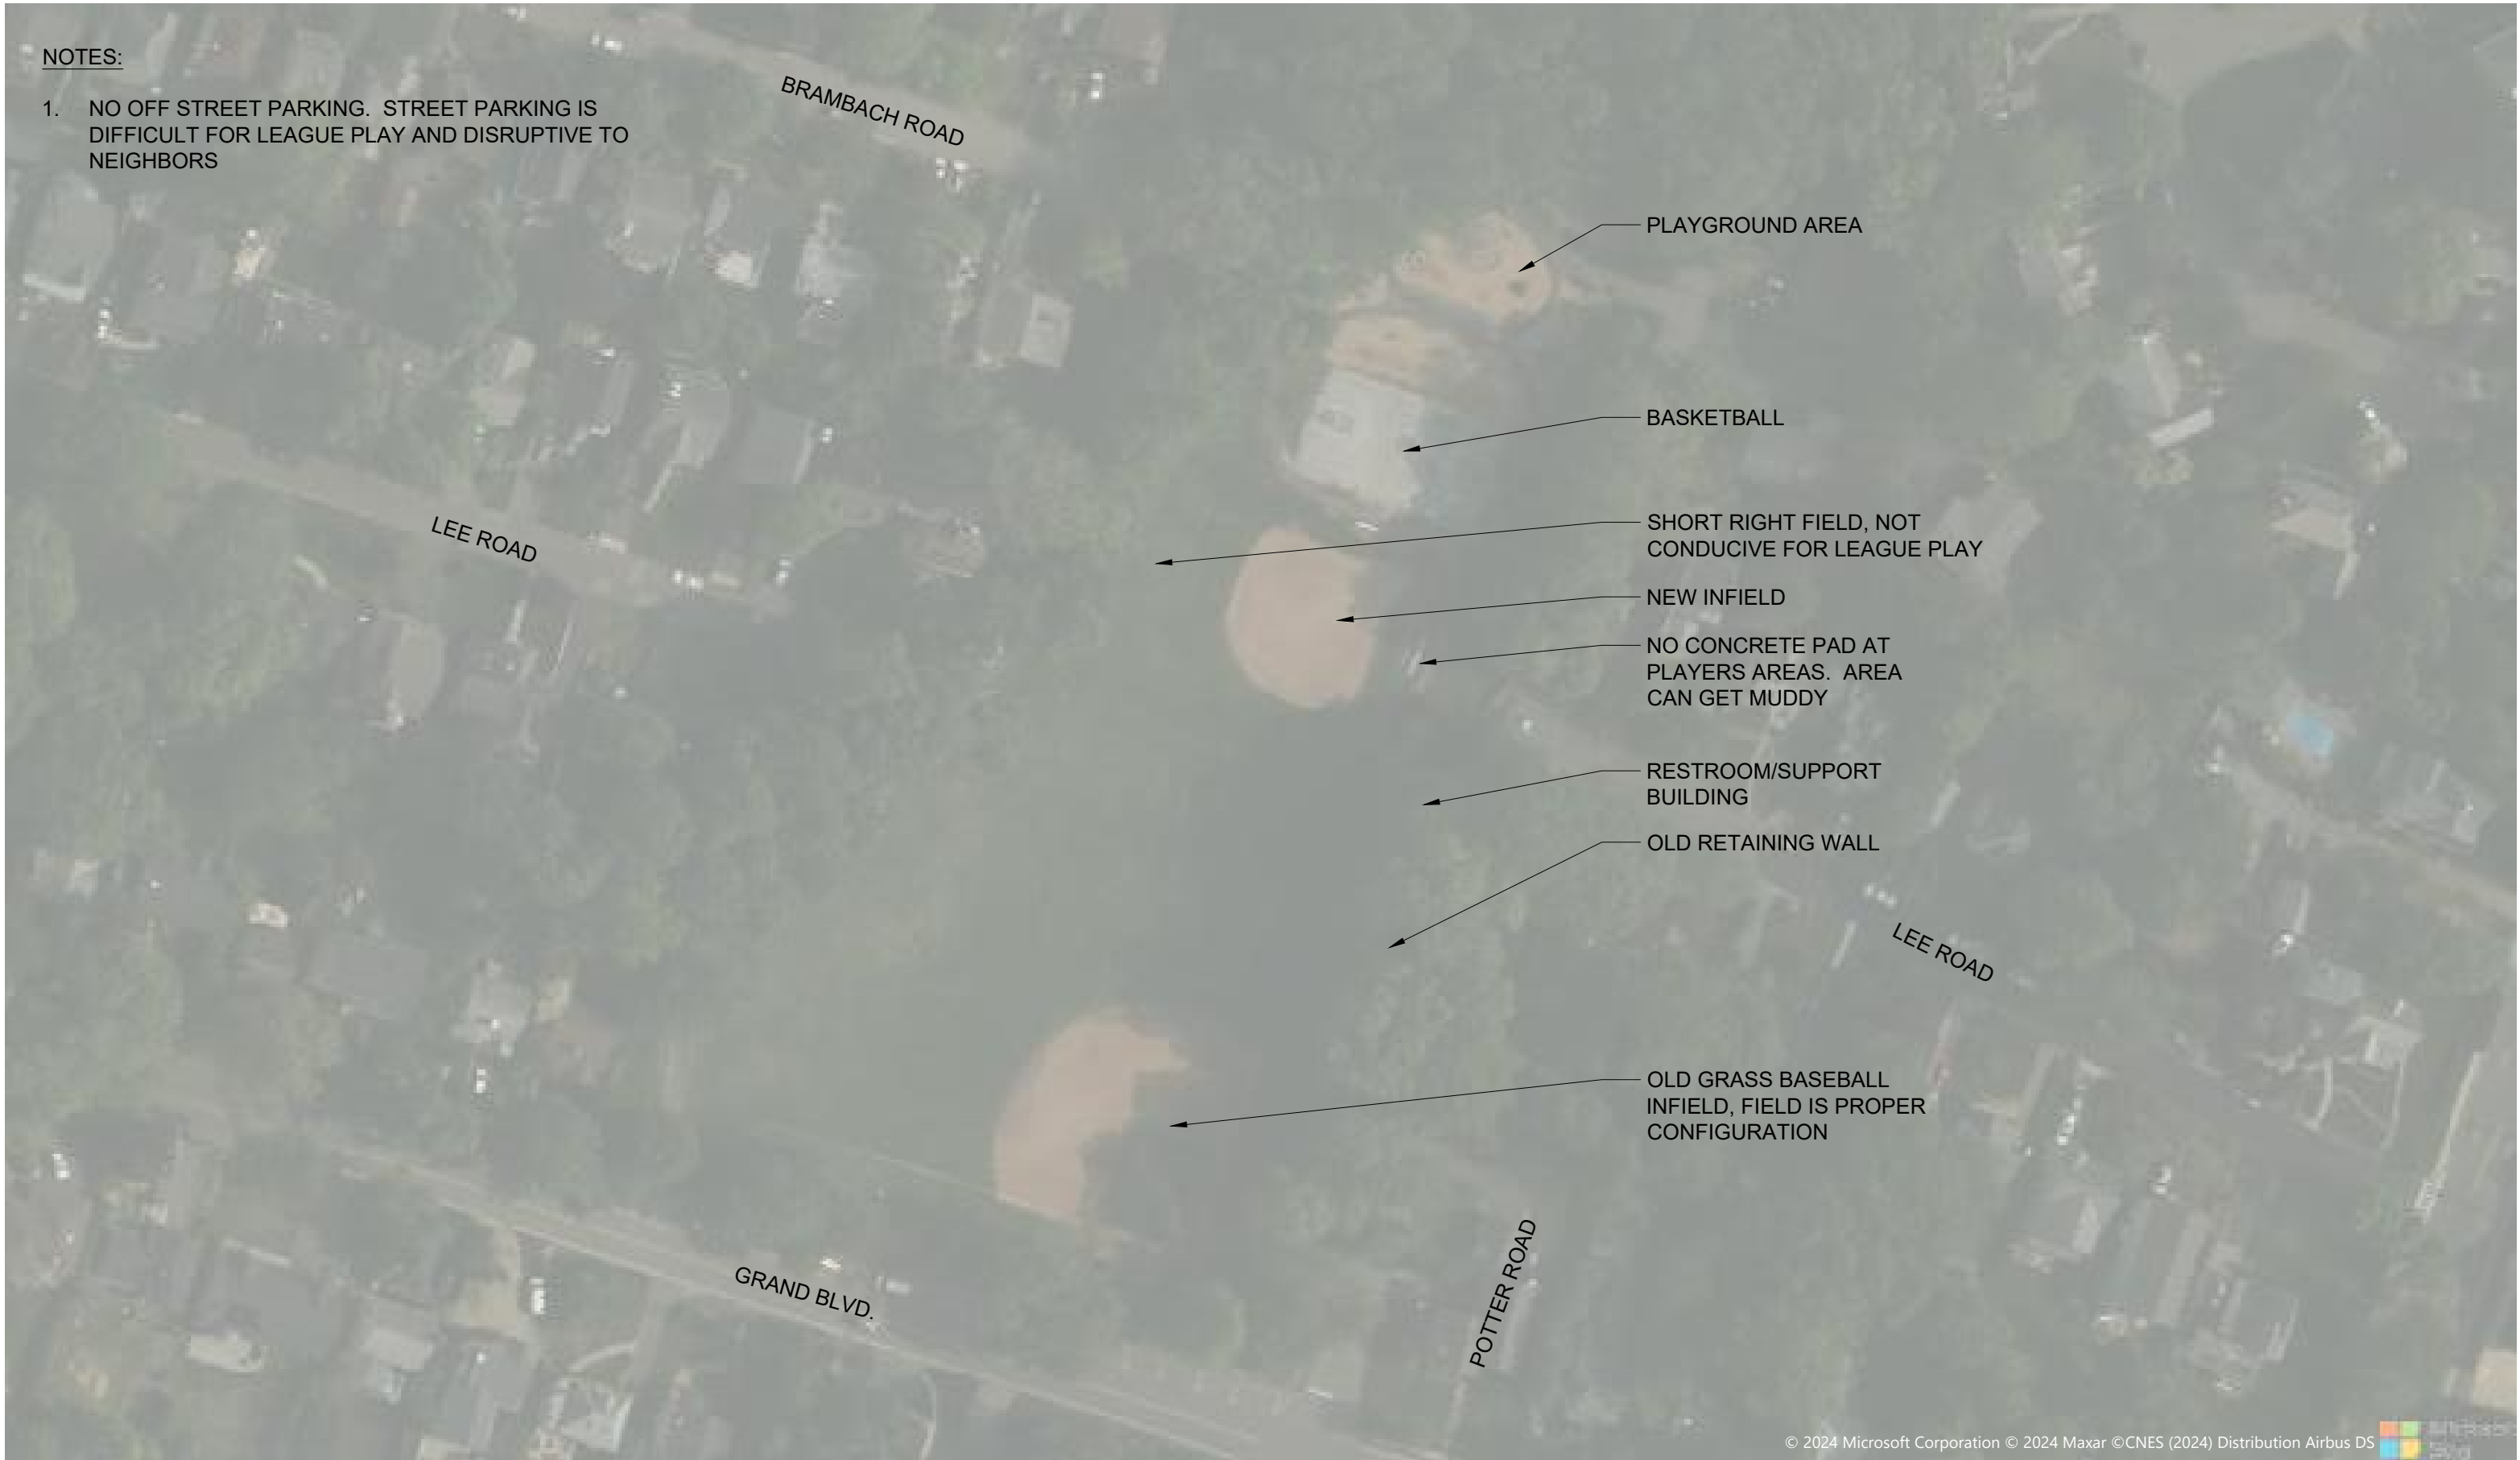 NOTES:
1. NO OFF STREET PARKING. STREET PARKING IS
DIFFICULT FOR LEAGUE PLAY AND DISRUPTIVE TO
NEIGHBORS
BRAMBACH ROAD
PLAYGROUND AREA
BASKETBALL
SHORT RIGHT FIELD, NOT
CONDUCIVE FOR LEAGUE PLAY
LEE ROAD
NEW INFIELD
NO CONCRETE PAD AT
PLAYERS AREAS. AREA
CAN GET MUDDY
RESTROOM/SUPPORT
BUILDING
OLD RETAINING WALL
LEE ROAD
OLD GRASS BASEBALL
INFIELD, FIELD IS PROPER
CONFIGURATION
GRAND BLVD.
POTTER ROAD
© 2024 Microsoft Corporation © 2024 Maxar ©CNES (2024) Distribution Airbus DS